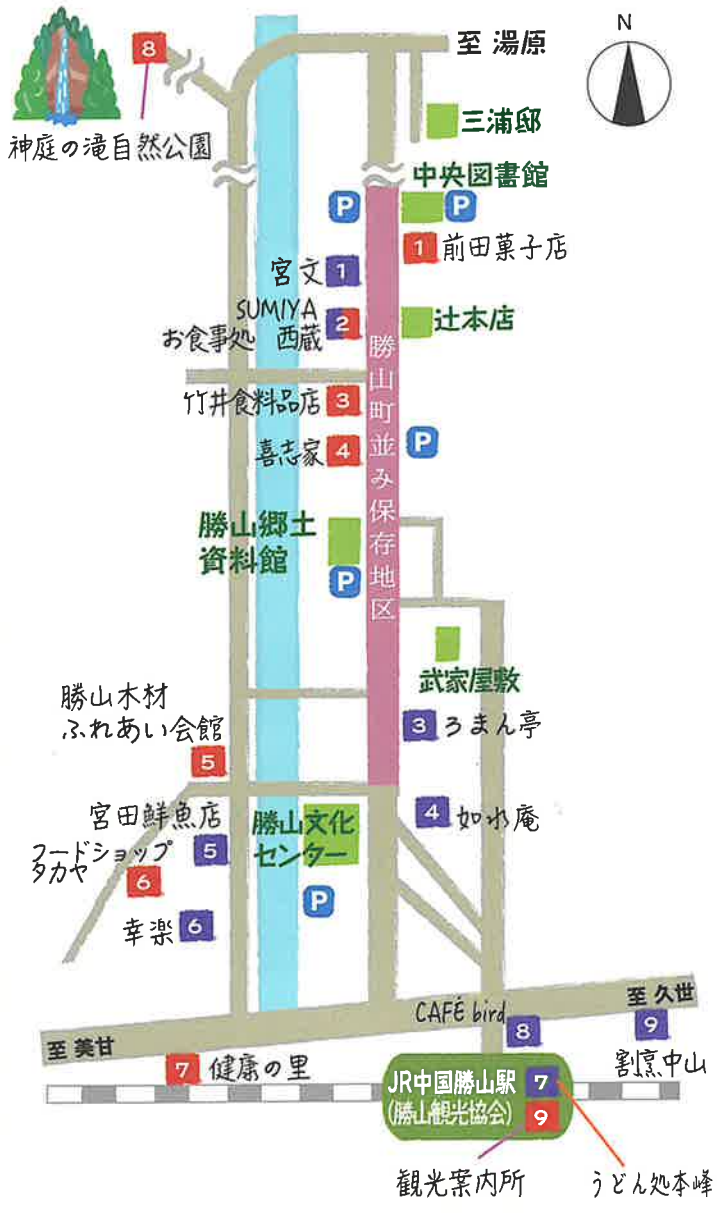 N
8
至 湯原
神庭の滝自然公園
三浦邸
中央図書館
P
P
1
前田菓子店
宮文
1
SUMIYA
お食事処 西蔵
2
辻本店
勝山町並み保存地区
竹井食料品店
3
喜志家
4
P
勝山郷土
資料館
P
武家屋敷
勝山木材
ふれあい会館
5
3
ろまん亭
宮田鮮魚店
5
フードショップ
タカヤ
6
勝山文化
センター
4
如水庵
P
幸楽
6
至 久世
CAFÉ bird
8
9
至 美甘
7
健康の里
割烹中山
JR中国勝山駅
7
(勝山観光協会)
9
観光案内所
うどん処本峰